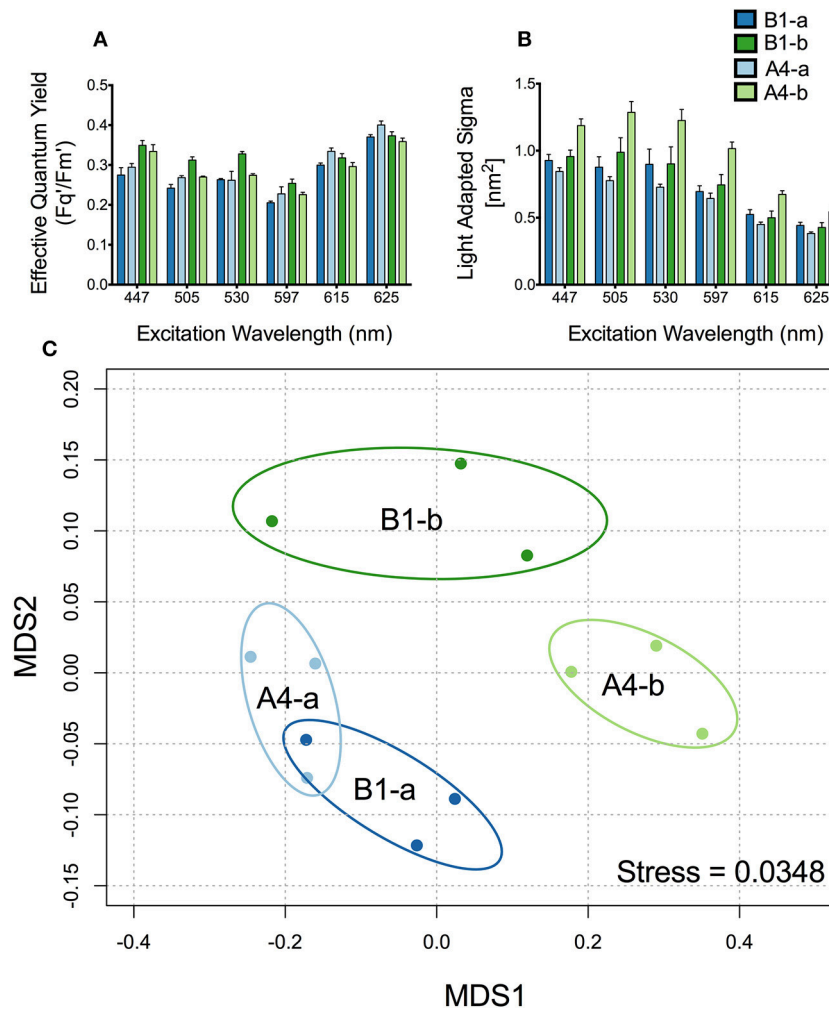 A
B
B1-a
B1-b
A4-a
A4-b
Effective Quantum Yield
(Fq'/Fm')
0.5
0.4
0.3
0.2
0.1
0.0
447 505 530 597 615 625
Excitation Wavelength (nm)
Light Adapted Sigma
[nm²]
1.5
1.0
0.5
0.0
447 505 530 597 615 625
Excitation Wavelength (nm)
C
MDS2
0.20
0.15
0.10
0.05
0.00
-0.05
-0.10
-0.15
B1-b
A4-a
A4-b
B1-a
Stress = 0.0348
-0.4 -0.2 0.0 0.2 0.4
MDS1